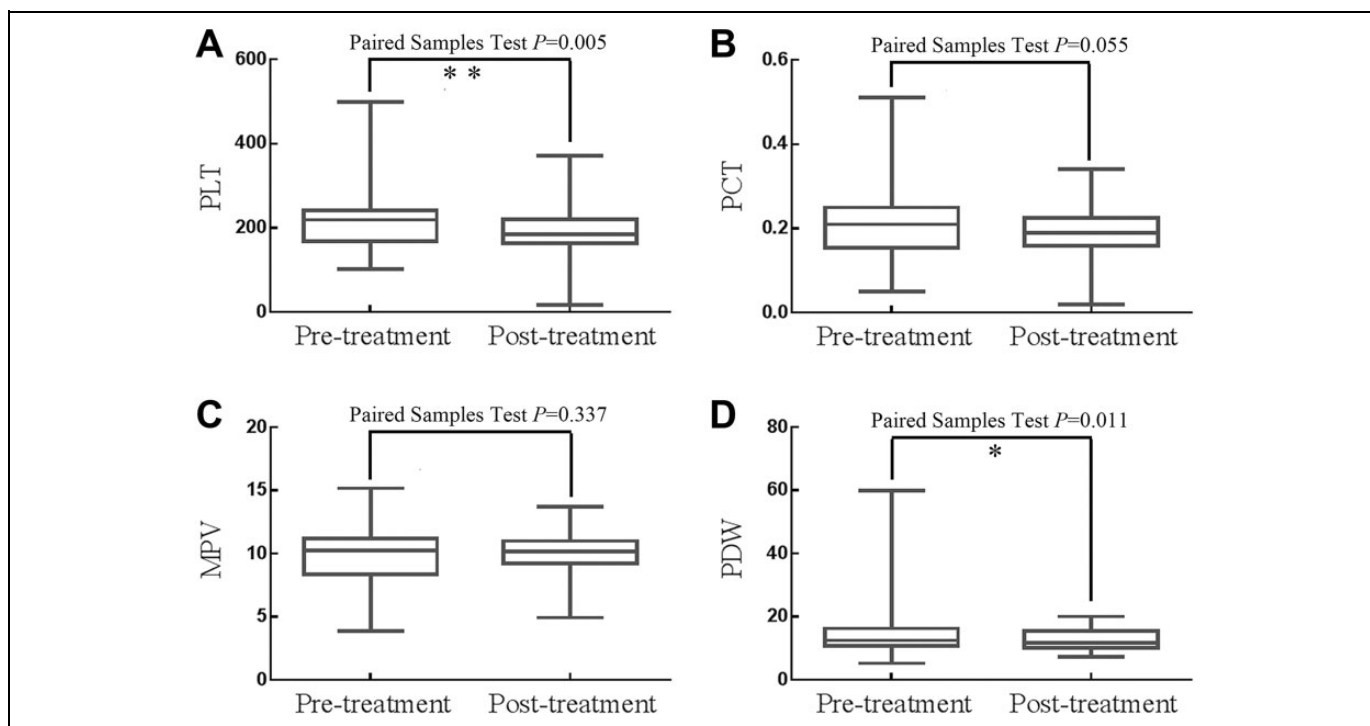 A
Paired Samples Test P=0.005
* *
600
400
200
0
PLT
Pre-treatment Post-treatment
B
Paired Samples Test P=0.055
0.6
0.4
0.2
0.0
PCT
Pre-treatment Post-treatment
C
Paired Samples Test P=0.337
20
15
10
5
0
MPV
Pre-treatment Post-treatment
D
Paired Samples Test P=0.011
*
80
60
40
20
0
PDW
Pre-treatment Post-treatment